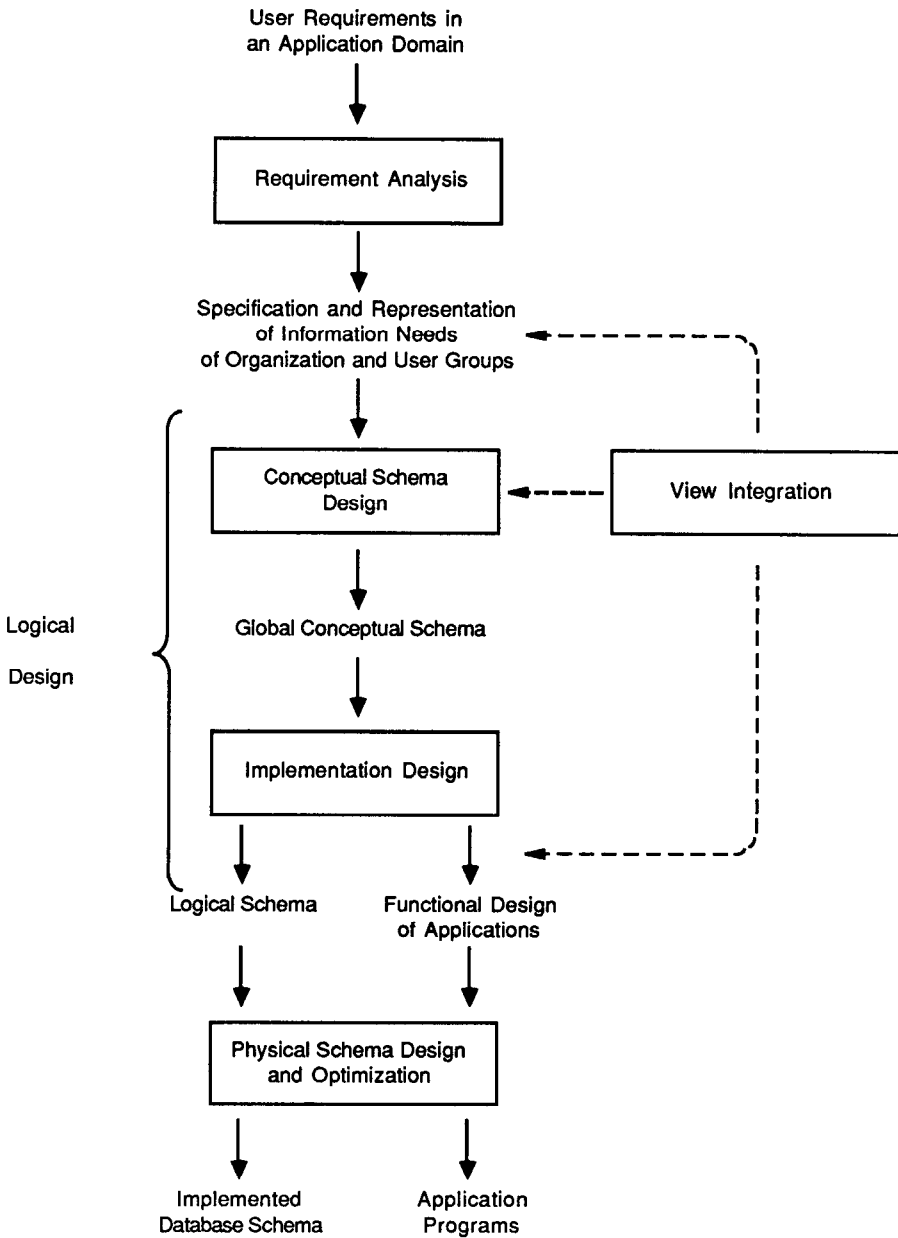 User Requirements in
an Application Domain
Requirement Analysis
Specification and Representation
of Information Needs
of Organization and User Groups
Conceptual Schema
Design
View Integration
Global Conceptual Schema
Logical
Design
Implementation Design
Logical Schema
Functional Design
of Applications
Physical Schema Design
and Optimization
Implemented
Database Schema
Application
Programs